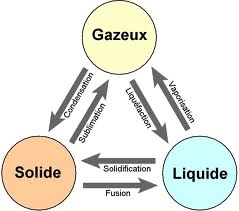 Gazeux
Condensation
Sublimation
Liquéfaction
Vaporisation
Solide
Solidification
Fusion
Liquide